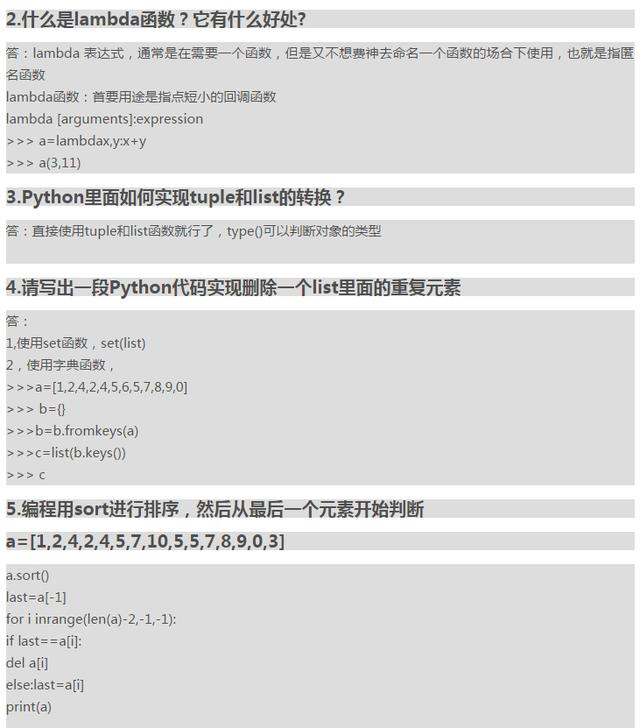 2.什么是lambda函数？它有什么好处?
答：lambda 表达式，通常是在需要一个函数，但是又不想费神去命名一个函数的场合下使用，也就是指匿
名函数
lambda函数：首要用途是指点短小的回调函数
lambda [arguments]:expression
>>> a=lambdax,y:x+y
>>> a(3,11)
3.Python里面如何实现tuple和list的转换？
答：直接使用tuple和list函数就行了，type()可以判断对象的类型
4.请写出一段Python代码实现删除一个list里面的重复元素
答：
1,使用set函数，set(list)
2，使用字典函数，
>>>a=[1,2,4,2,4,5,6,5,7,8,9,0]
>>> b={}
>>>b=b.fromkeys(a)
>>>c=list(b.keys())
>>> c
5.编程用sort进行排序，然后从最后一个元素开始判断
a=[1,2,4,2,4,5,7,10,5,5,7,8,9,0,3]
a.sort()
last=a[-1]
for i inrange(len(a)-2,-1,-1):
if last==a[i]:
del a[i]
else:last=a[i]
print(a)